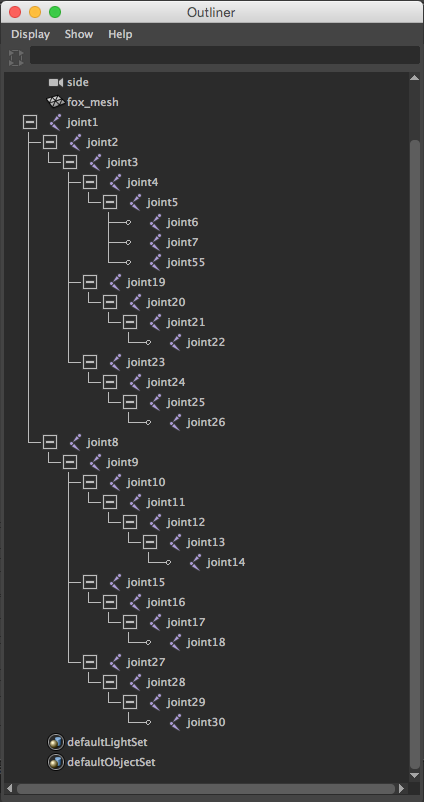 Outliner
Display Show Help
side
fox_mesh
joint1
joint2
joint3
joint4
joint5
joint6
joint7
joint55
joint19
joint20
joint21
joint22
joint23
joint24
joint25
joint26
joint8
joint9
joint10
joint11
joint12
joint13
joint14
joint15
joint16
joint17
joint18
joint27
joint28
joint29
joint30
defaultLightSet
defaultObjectSet